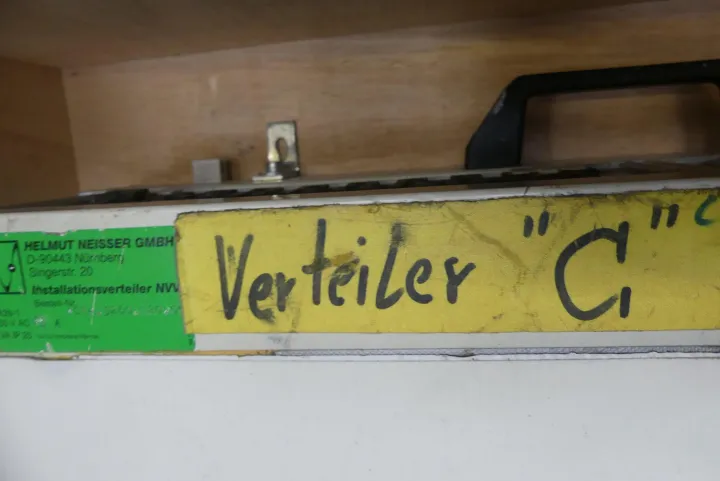 HELMUT NEISSER GMBH
D-90443 Nürnberg
Singerstr. 20
Installationsverteiler NVV
Verteiler "C"